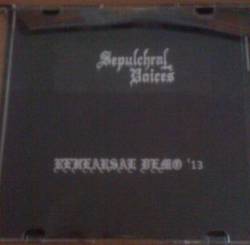 Sepulchral
Voices
REHEARSAL DEMO '13